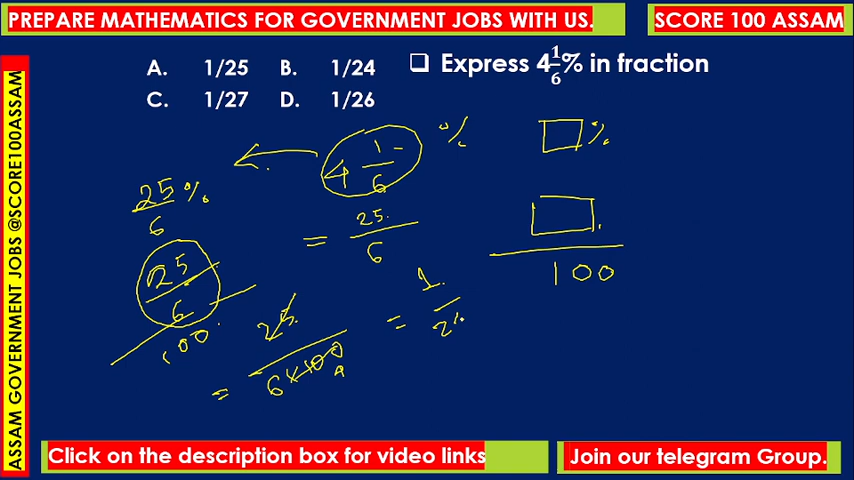 PREPARE MATHEMATICS FOR GOVERNMENT JOBS WITH US.
SCORE 100 ASSAM
ASSAM GOVERNMENT JOBS @SCORE100ASSAM
A. 1/25 B. 1/24
C. 1/27 D. 1/26
❑ Express 4 1/6% in fraction
4 1/6 %
□ %
25/6 %
= 25/6
□/100
25/6 / 100
= 25/6×100
4
= 1/24
Click on the description box for video links
Join our telegram Group.